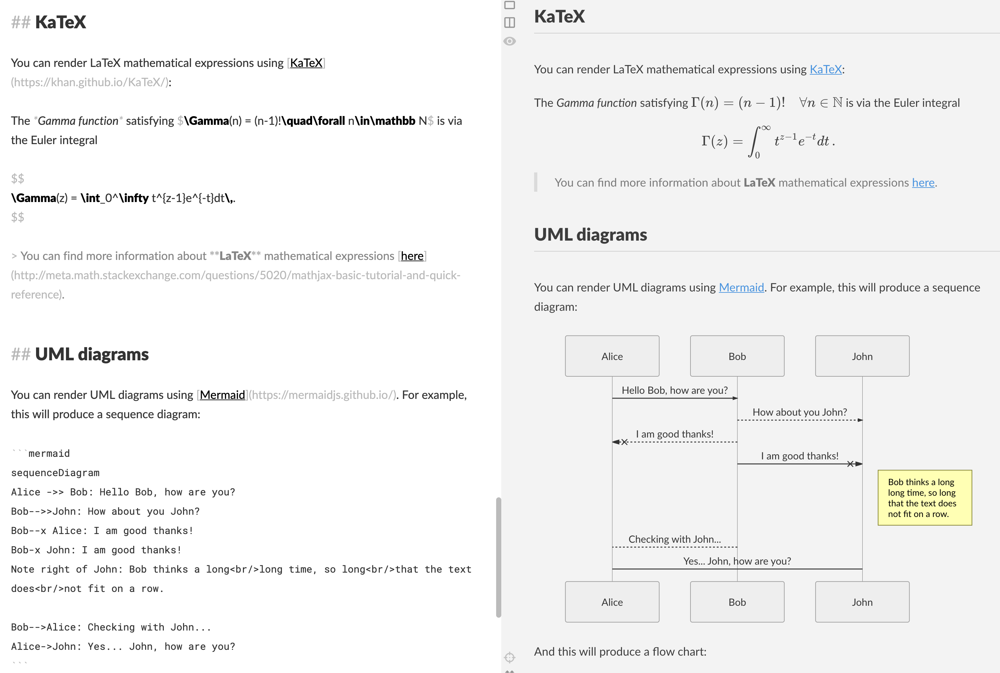 ## KaTeX
You can render LaTeX mathematical expressions using [KaTeX]
(https://khan.github.io/KaTeX/):
The *Gamma function* satisfying $\Gamma(n) = (n-1)!\quad\forall n\in\mathbb N$ is via
the Euler integral
$$
\Gamma(z) = \int_0^\infty t^{z-1}e^{-t}dt\,.
$$
> You can find more information about **LaTeX** mathematical expressions [here]
(http://meta.math.stackexchange.com/questions/5020/mathjax-basic-tutorial-and-quick-
reference).
## UML diagrams
You can render UML diagrams using [Mermaid](https://mermaidjs.github.io/). For example,
this will produce a sequence diagram:
```mermaid
sequenceDiagram
Alice ->> Bob: Hello Bob, how are you?
Bob-->>John: How about you John?
Bob--x Alice: I am good thanks!
Bob-x John: I am good thanks!
Note right of John: Bob thinks a long<br/>long time, so long<br/>that the text
does<br/>not fit on a row.
Bob-->Alice: Checking with John...
Alice->John: Yes... John, how are you?
```
KaTeX
You can render LaTeX mathematical expressions using KaTeX:
The Gamma function satisfying Γ(n) = (n − 1)! ∀n ∈ ℕ is via the Euler integral
Γ(z) = ∫₀^∞ t^{z−1}e^{−t}dt .
You can find more information about LaTeX mathematical expressions here.
UML diagrams
You can render UML diagrams using Mermaid. For example, this will produce a sequence
diagram:
Alice Bob John
Hello Bob, how are you?
How about you John?
I am good thanks!
I am good thanks!
Bob thinks a long
long time, so long
that the text does
not fit on a row.
Checking with John...
Yes... John, how are you?
Alice Bob John
And this will produce a flow chart: